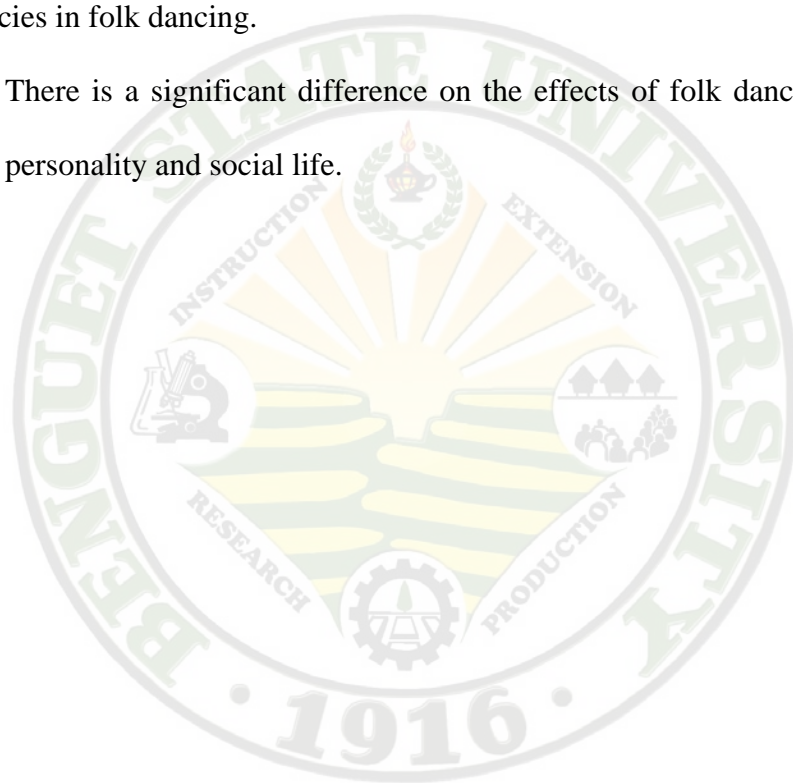 cies in folk dancing.
There is a significant difference on the effects of folk danc
personality and social life.
BENGUET STATE UNIVERSITY
INSTRUCTION
EXTENSION
RESEARCH
PRODUCTION
1916